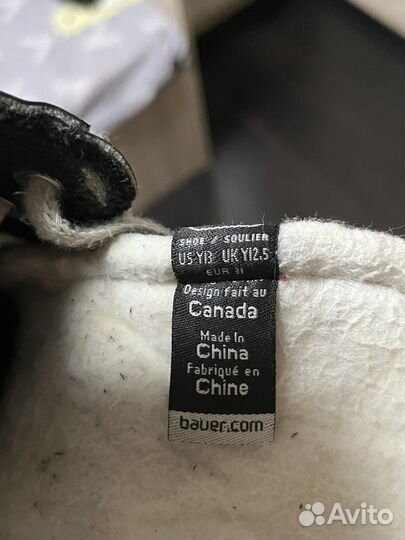 SHOE / SOULIER
US Y13 UK Y12.5
EUR 31
Design fait au
Canada
Made in
China
Fabriqué en
Chine
bauer.com
Avito